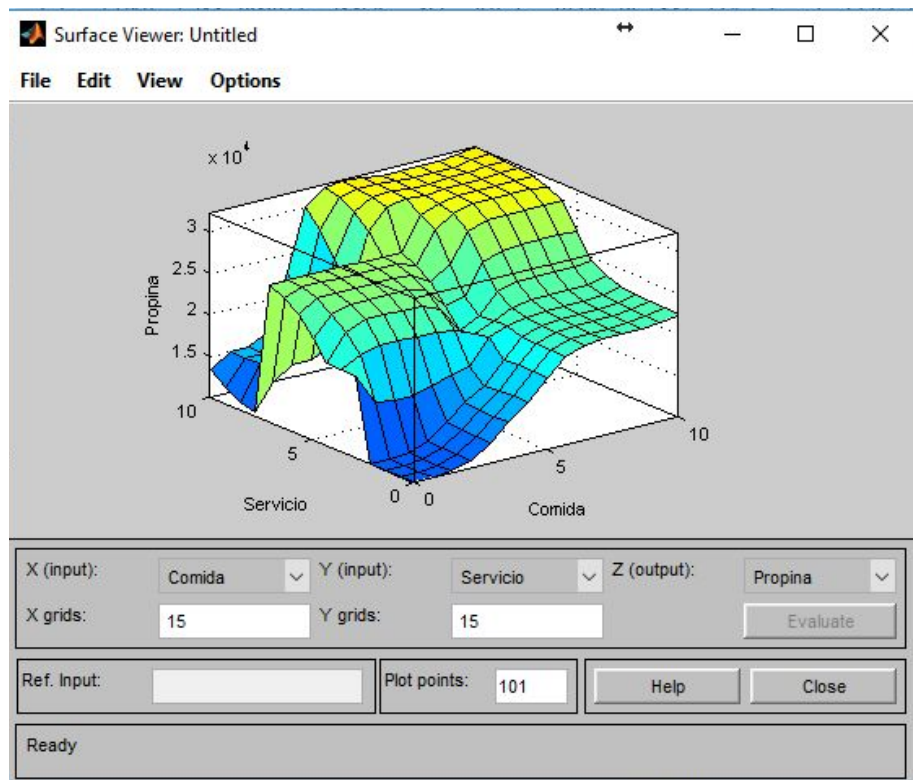 Surface Viewer: Untitled
File Edit View Options
x 10⁴
3
2.5
2
1.5
Propina
10
5
0
Servicio
0
5
10
Comida
X (input): Comida Y (input): Servicio Z (output): Propina
X grids: 15 Y grids: 15 Evaluate
Ref. Input: Plot points: 101 Help Close
Ready